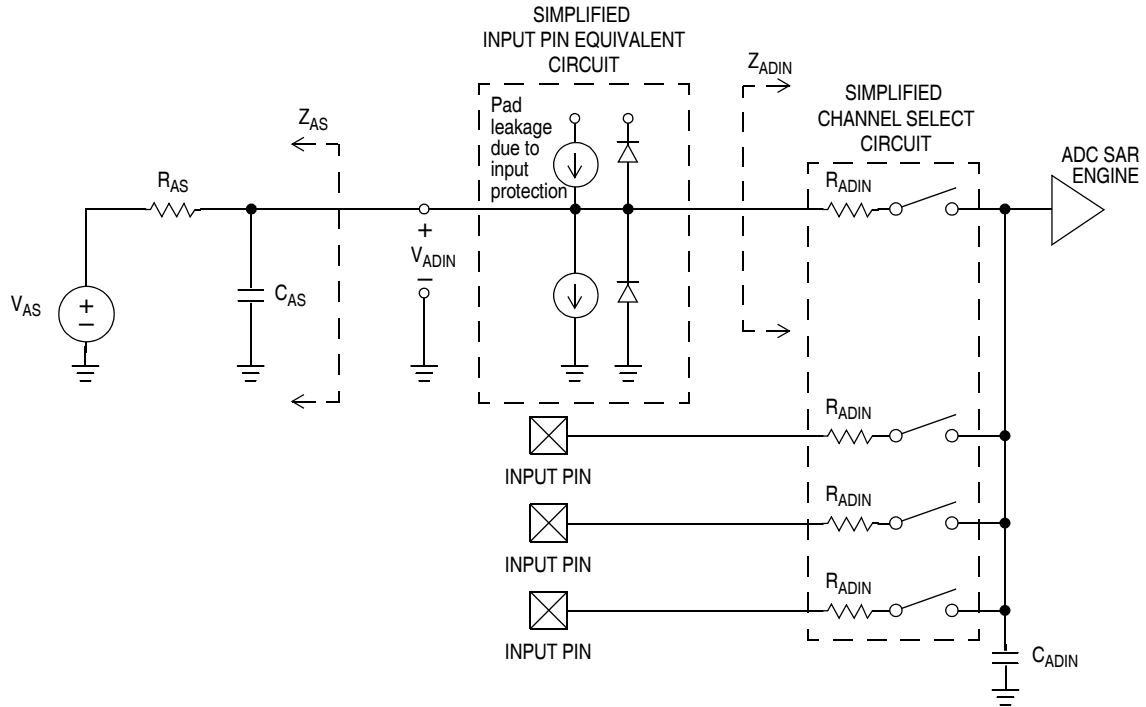 SIMPLIFIED
INPUT PIN EQUIVALENT
CIRCUIT
Pad
leakage
due to
input
protection
Z_AS
R_AS
V_AS
+
–
C_AS
+
V_ADIN
–
Z_ADIN
SIMPLIFIED
CHANNEL SELECT
CIRCUIT
R_ADIN
ADC SAR
ENGINE
R_ADIN
INPUT PIN
R_ADIN
INPUT PIN
R_ADIN
INPUT PIN
C_ADIN